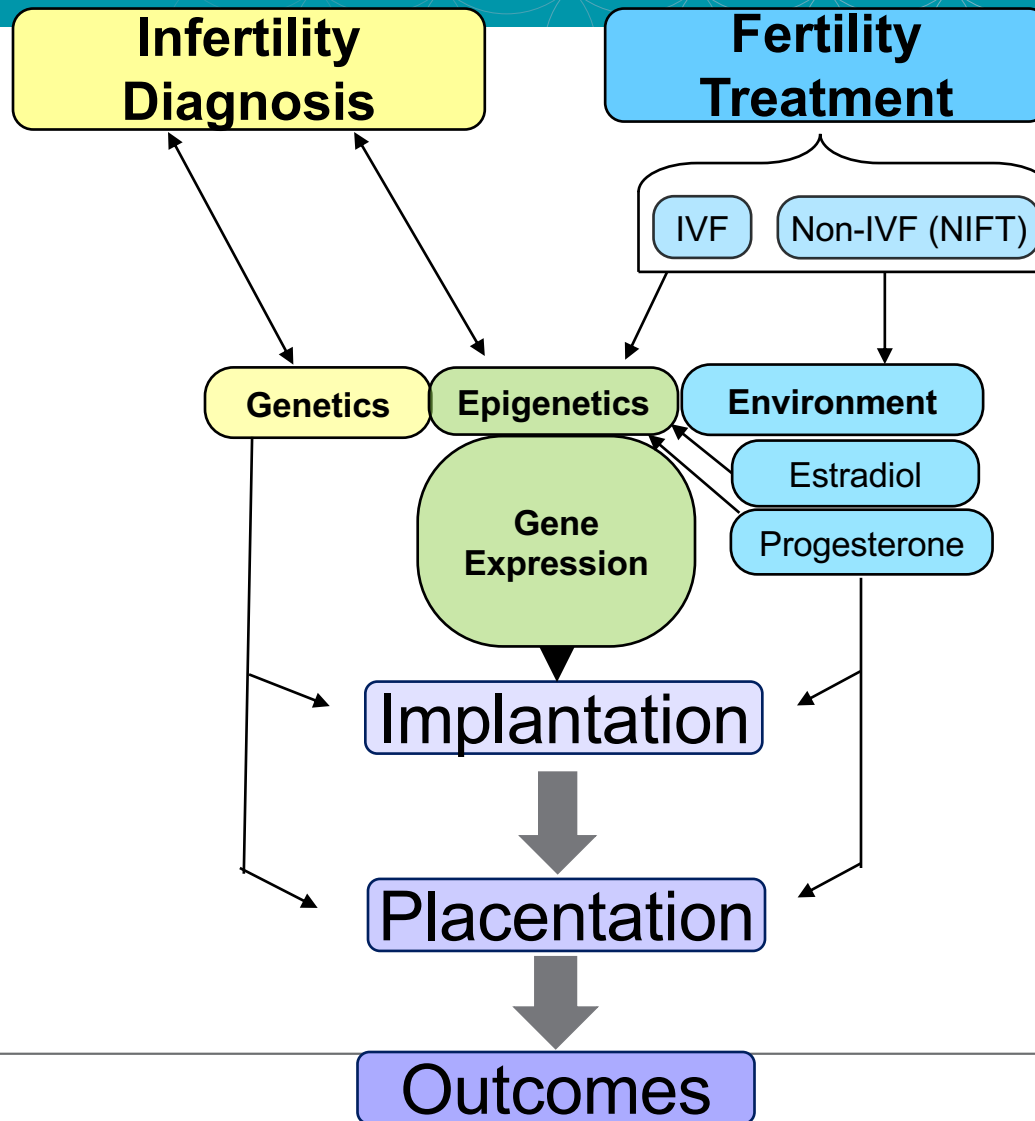 Infertility
Diagnosis
Fertility
Treatment
IVF
Non-IVF (NIFT)
Genetics
Epigenetics
Environment
Estradiol
Progesterone
Gene
Expression
Implantation
Placentation
Outcomes